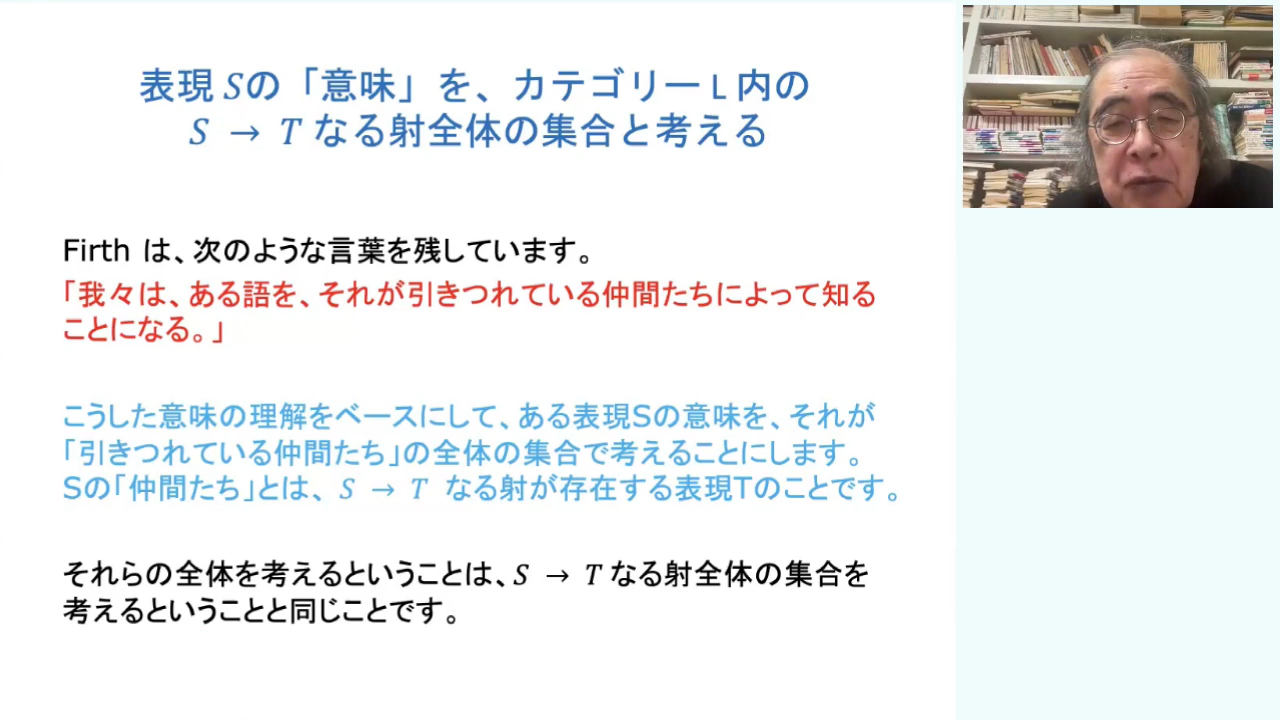 表現 Sの「意味」を、カテゴリー L 内の
S → T なる射全体の集合と考える
Firth は、次のような言葉を残しています。
「我々は、ある語を、それが引きつれている仲間たちによって知る
ことになる。」
こうした意味の理解をベースにして、ある表現Sの意味を、それが
「引きつれている仲間たち」の全体の集合で考えることにします。
Sの「仲間たち」とは、 S → T なる射が存在する表現Tのことです。
それらの全体を考えるということは、S → T なる射全体の集合を
考えるということと同じことです。